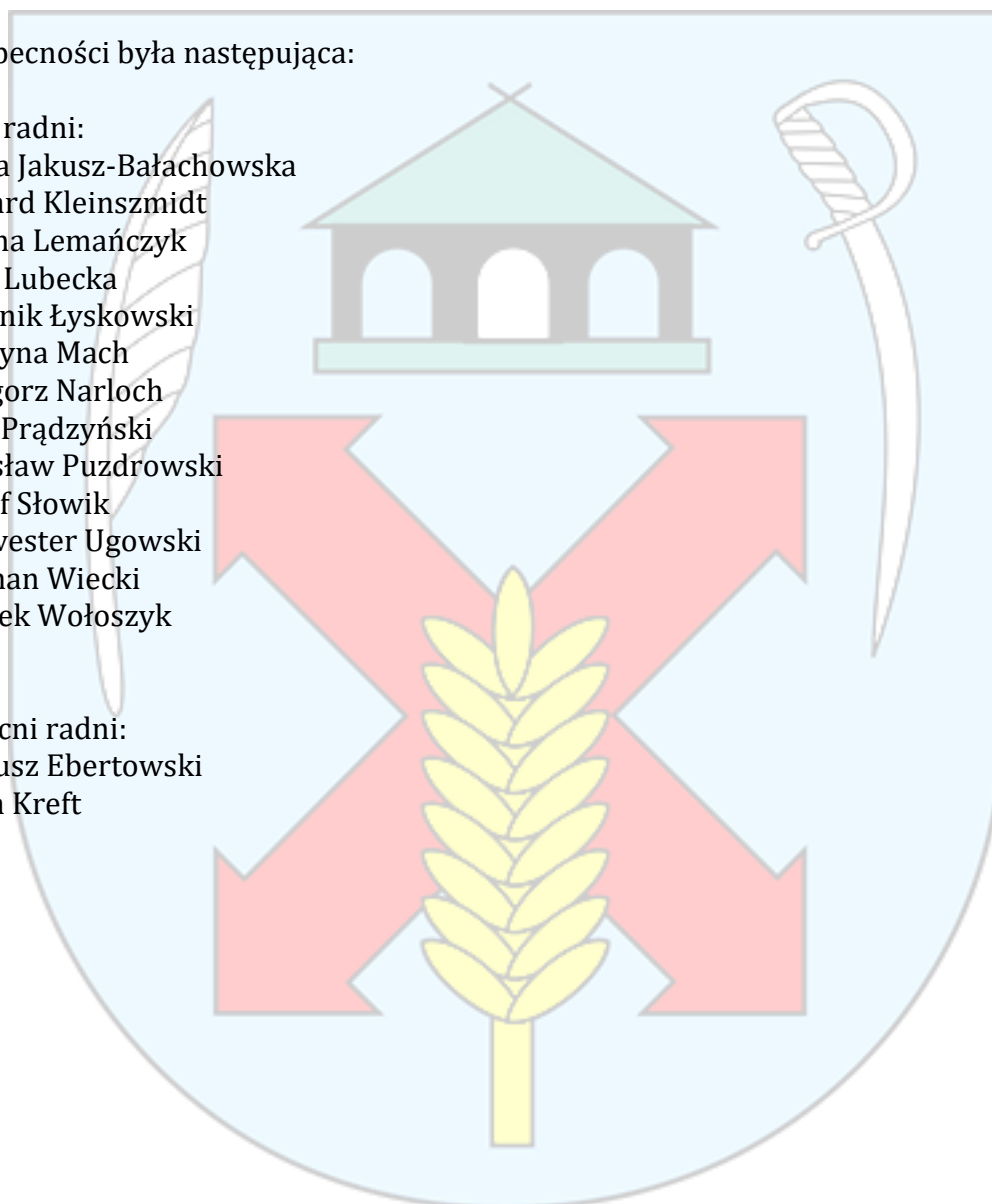 ecności była następująca:
radni:
a Jakusz-Bałachowska
ard Kleinszmidt
na Lemańczyk
Lubecka
nik Łyskowski
yna Mach
gorz Narloch
Prądzyński
sław Puzdrowski
f Słowik
vester Ugowski
nan Wiecki
ek Wołoszyk
cni radni:
usz Ebertowski
n Kreft